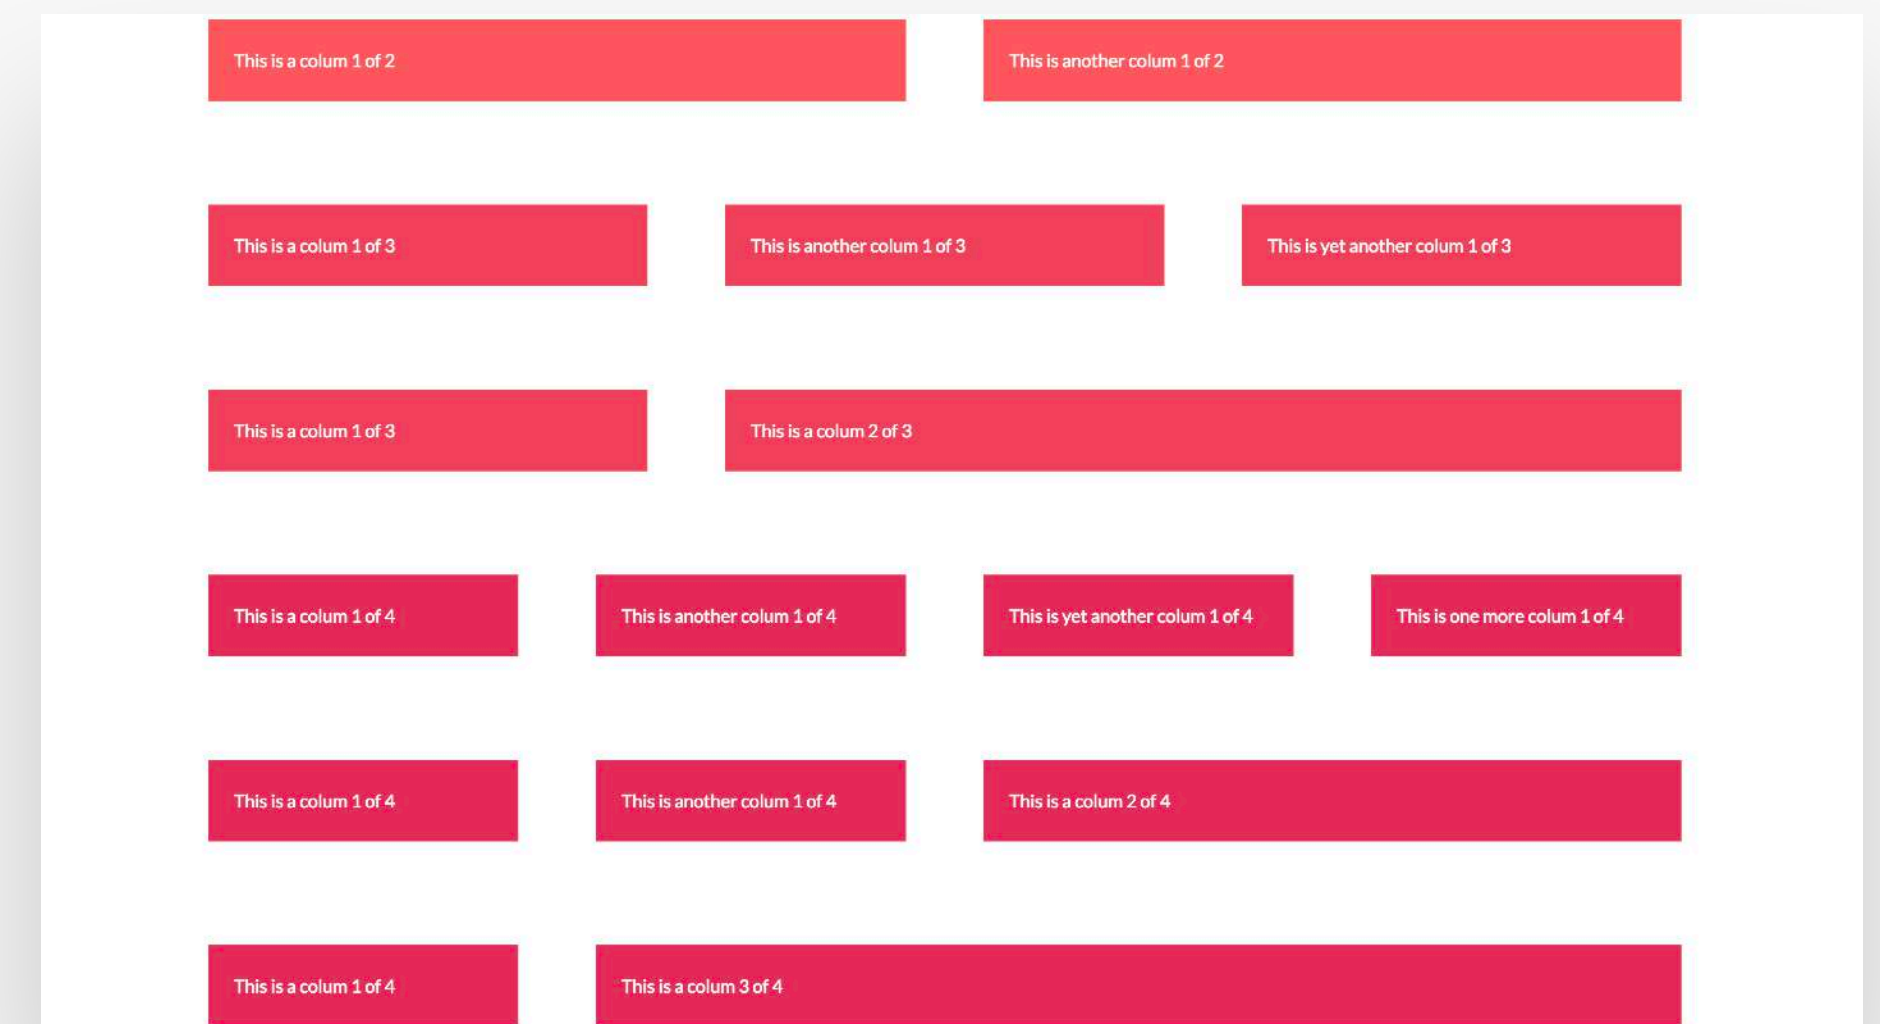 This is a colum 1 of 2
This is another colum 1 of 2
This is a colum 1 of 3
This is another colum 1 of 3
This is yet another colum 1 of 3
This is a colum 1 of 3
This is a colum 2 of 3
This is a colum 1 of 4
This is another colum 1 of 4
This is yet another colum 1 of 4
This is one more colum 1 of 4
This is a colum 1 of 4
This is another colum 1 of 4
This is a colum 2 of 4
This is a colum 1 of 4
This is a colum 3 of 4